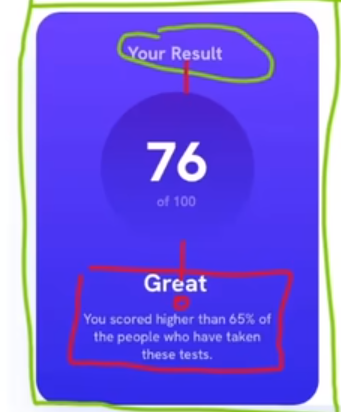 Your Result
76
of 100
Great
You scored higher than 65% of
the people who have taken
these tests.